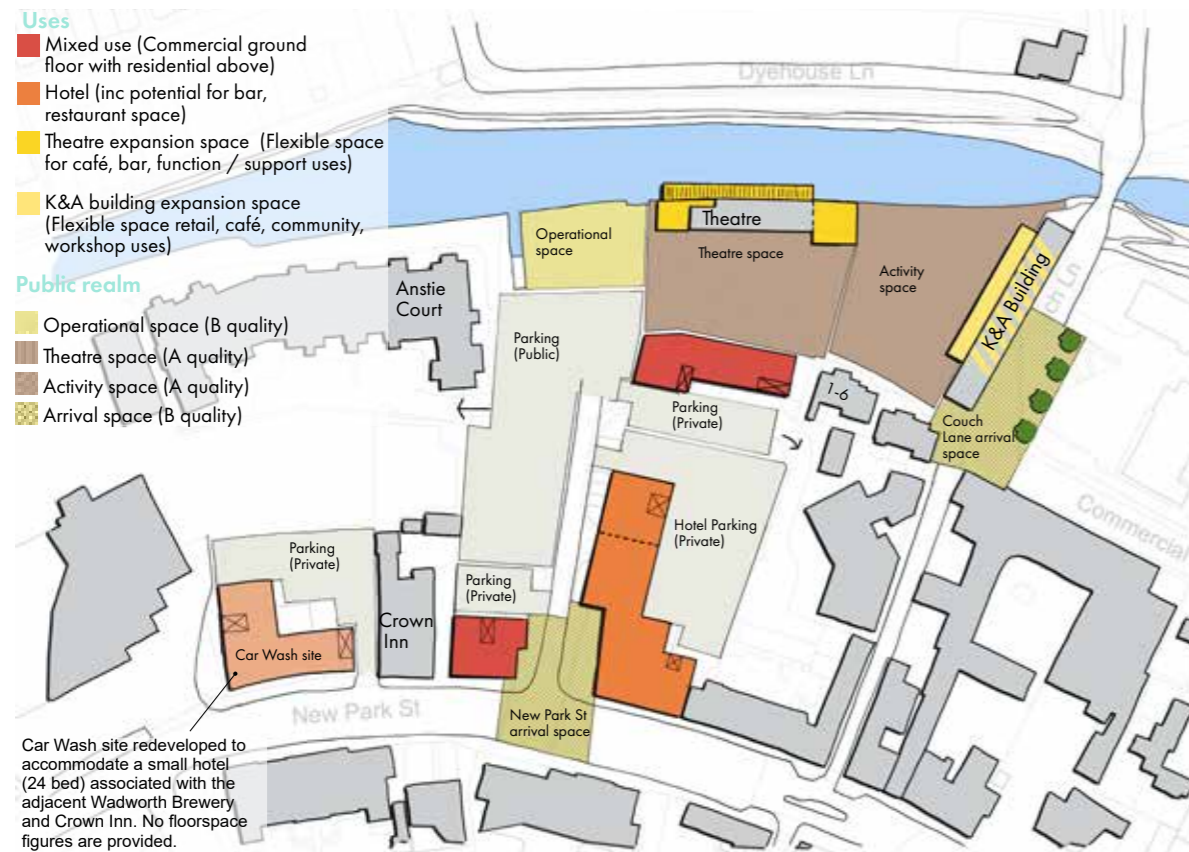 Uses
Mixed use (Commercial ground
floor with residential above)
Hotel (inc potential for bar,
restaurant space)
Theatre expansion space (Flexible space
for café, bar, function / support uses)
K&A building expansion space
(Flexible space retail, café, community,
workshop uses)
Public realm
Operational space (B quality)
Theatre space (A quality)
Activity space (A quality)
Arrival space (B quality)
Dyehouse Ln
Theatre
Operational
space
Theatre space
Activity
space
K&A Building
ch Ln
Anstie
Court
Parking
(Public)
1-6
Parking
(Private)
Couch
Lane arrival
space
Commercial
Hotel Parking
(Private)
Parking
(Private)
Parking
(Private)
Crown
Inn
Car Wash site
New Park St
New Park St
arrival space
Car Wash site redeveloped to
accommodate a small hotel
(24 bed) associated with the
adjacent Wadworth Brewery
and Crown Inn. No floorspace
figures are provided.